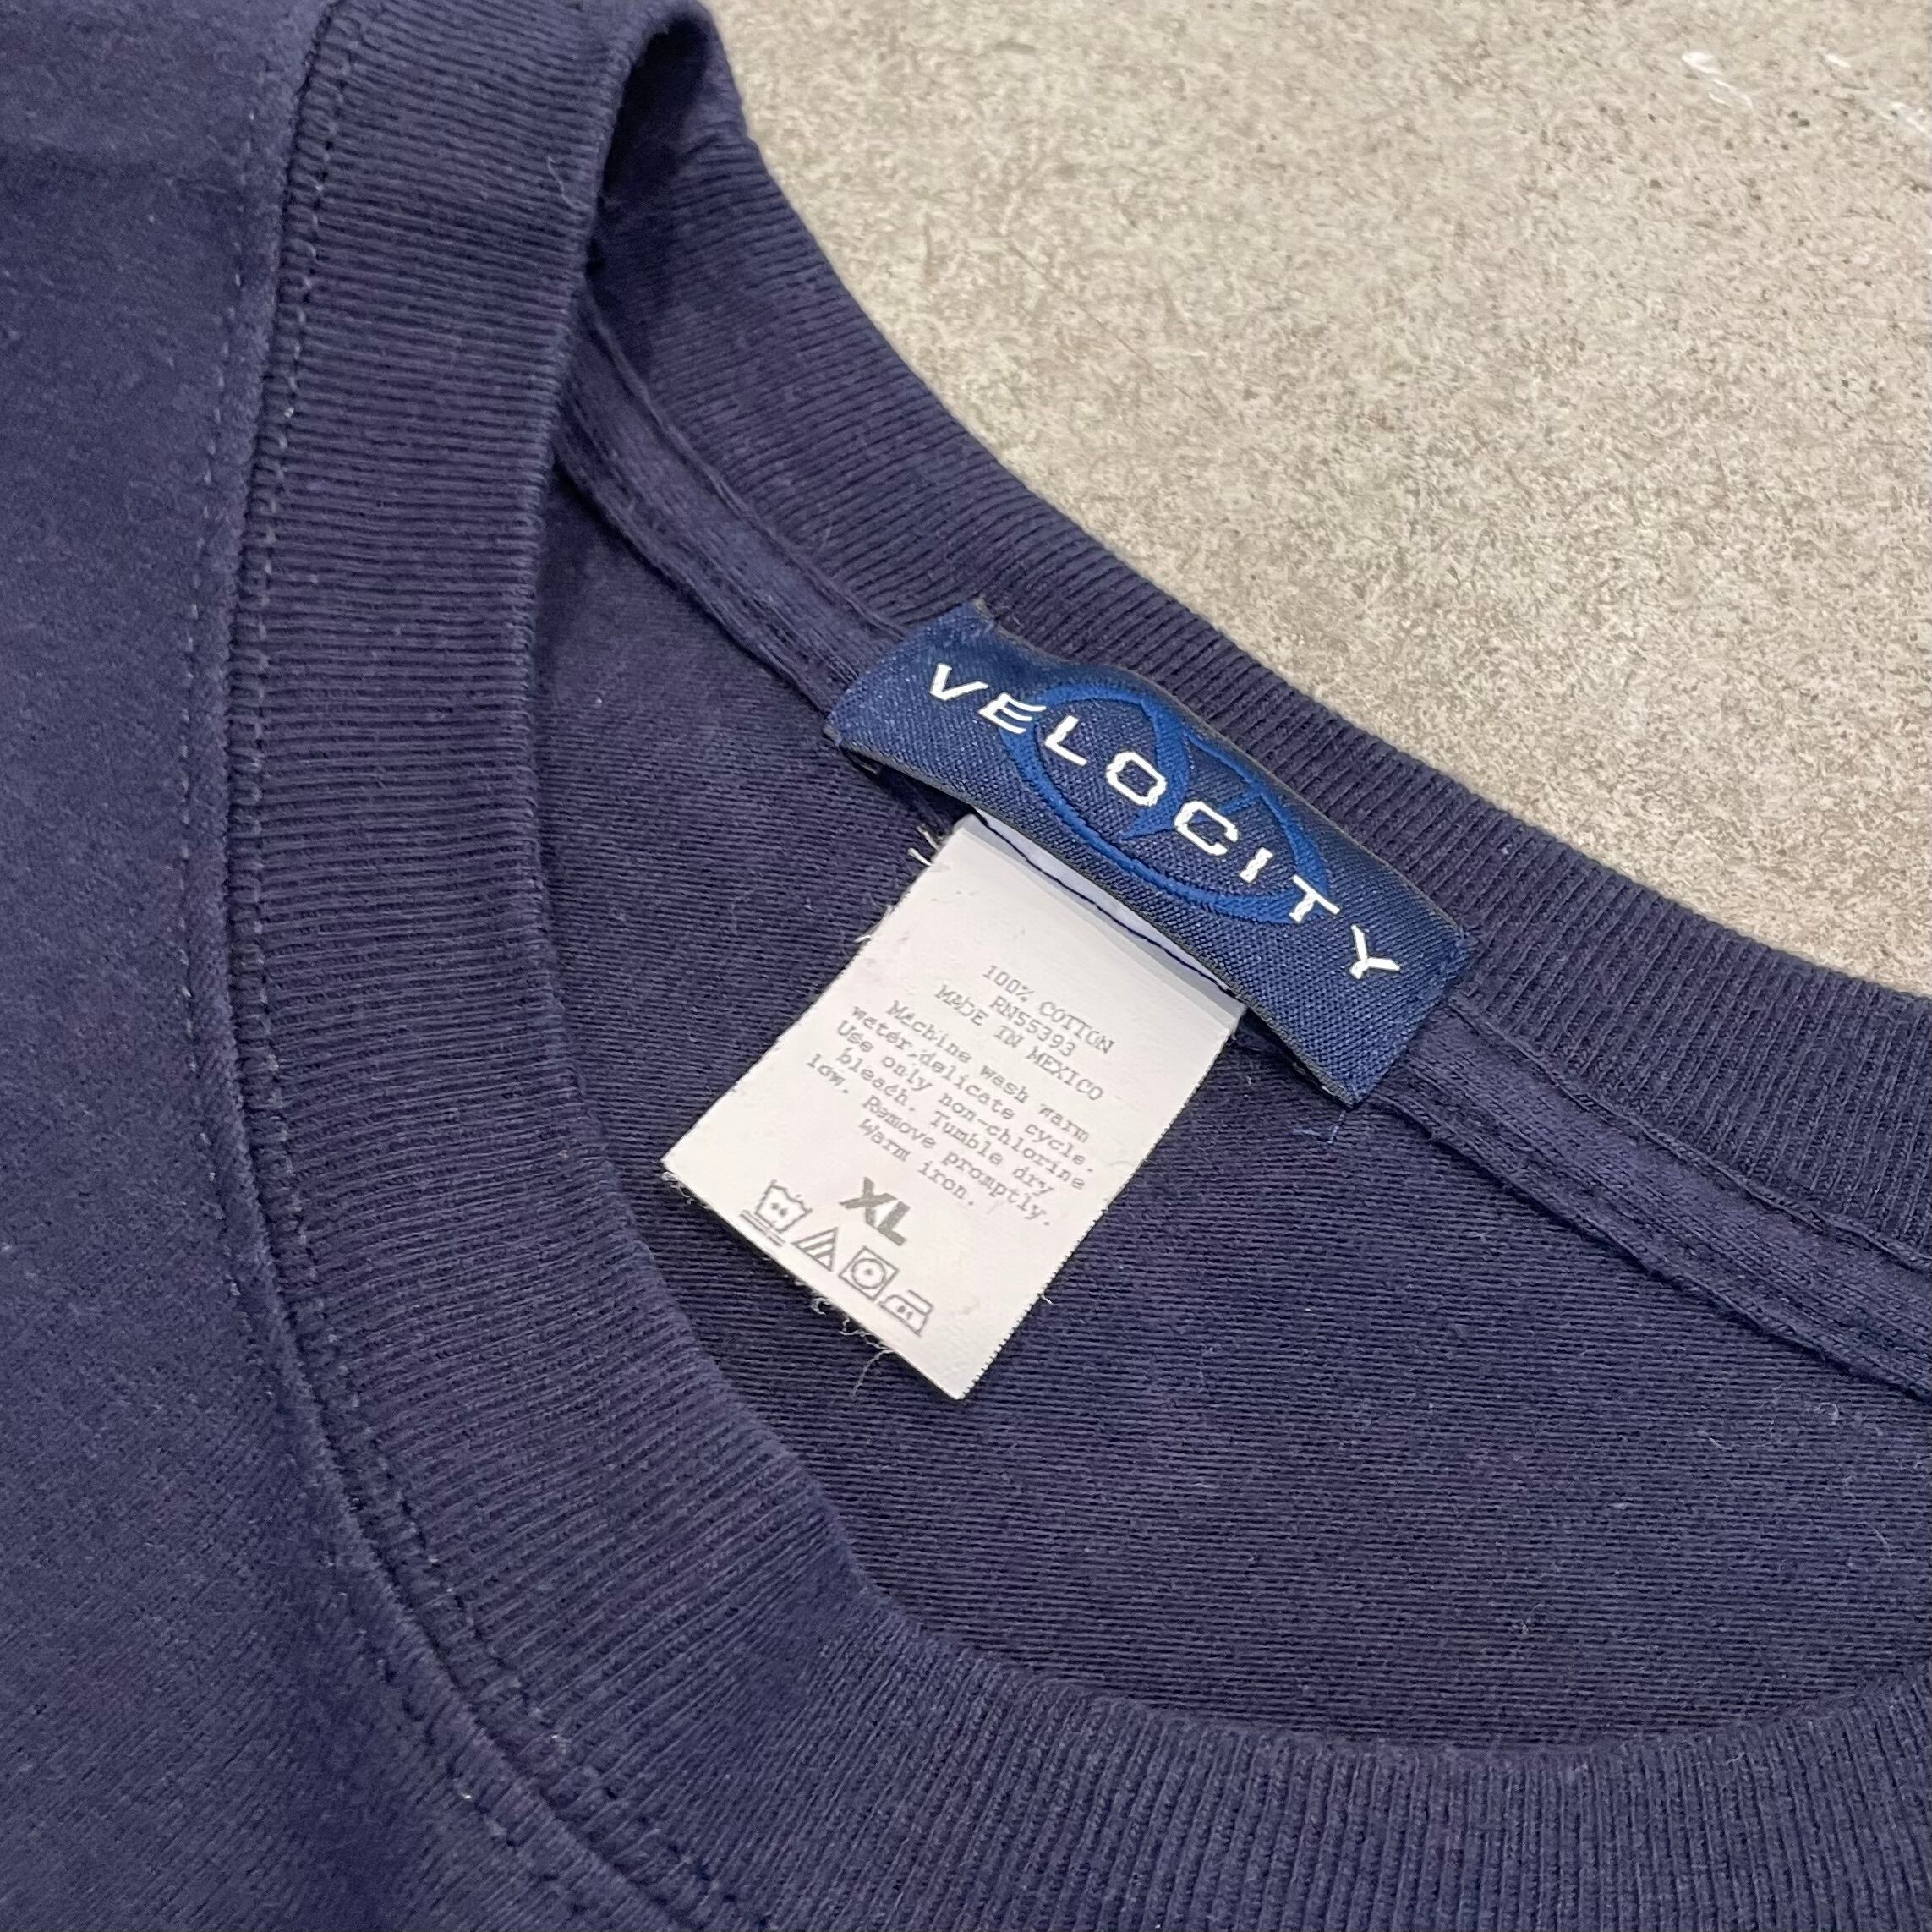 VELOCITY
100% COTTON
RN55393
MADE IN MEXICO
Machine wash warm
water,delicate cycle.
Use only non-chlorine
bleach. Tumble dry
low. Remove promptly.
Warm iron.
XL